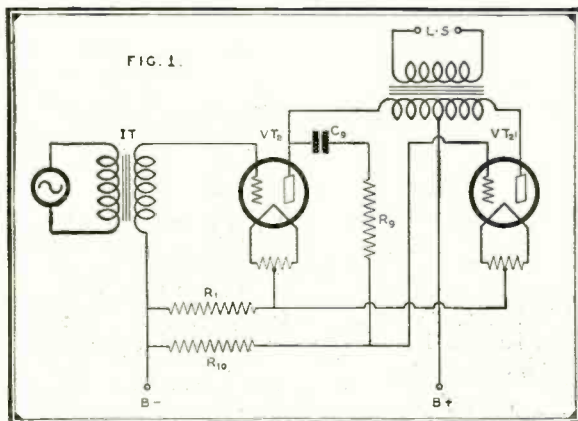 L-S
FIG. 1.
IT
VT2
C9
VT2'
R9
R1
R10
B-
B+